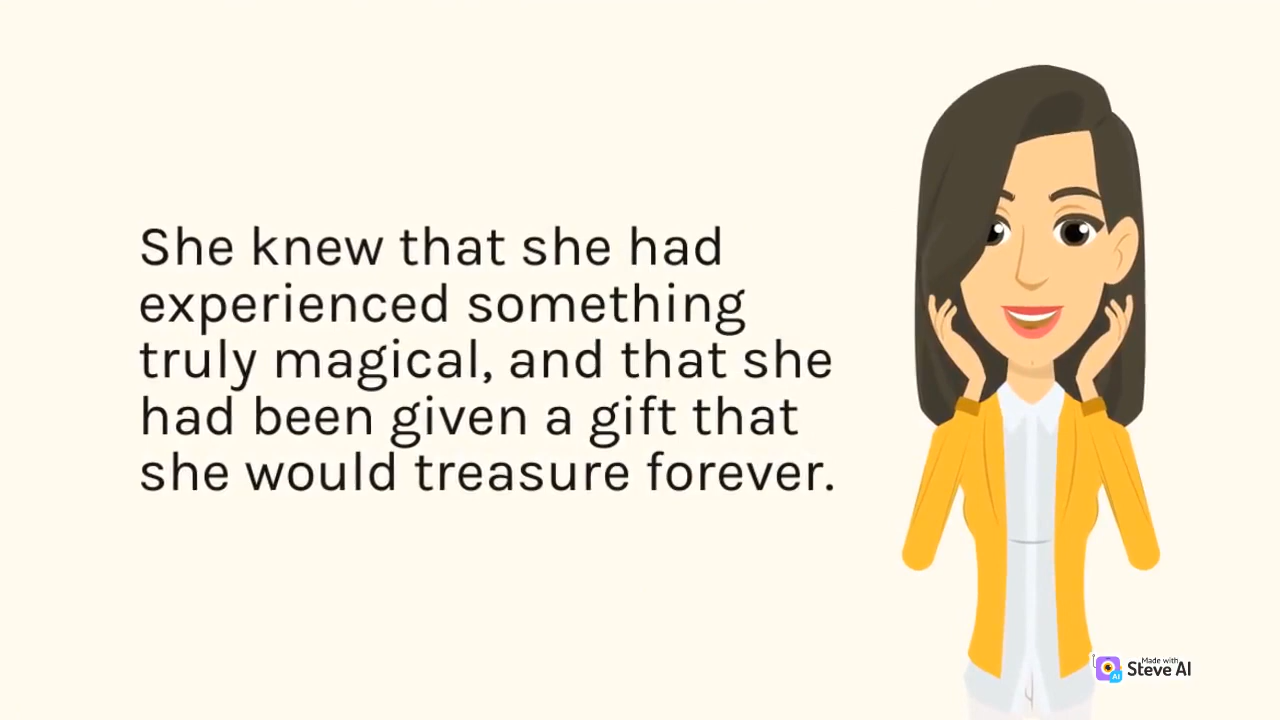 She knew that she had
experienced something
truly magical, and that she
had been given a gift that
she would treasure forever.
Made with
Steve AI
AI